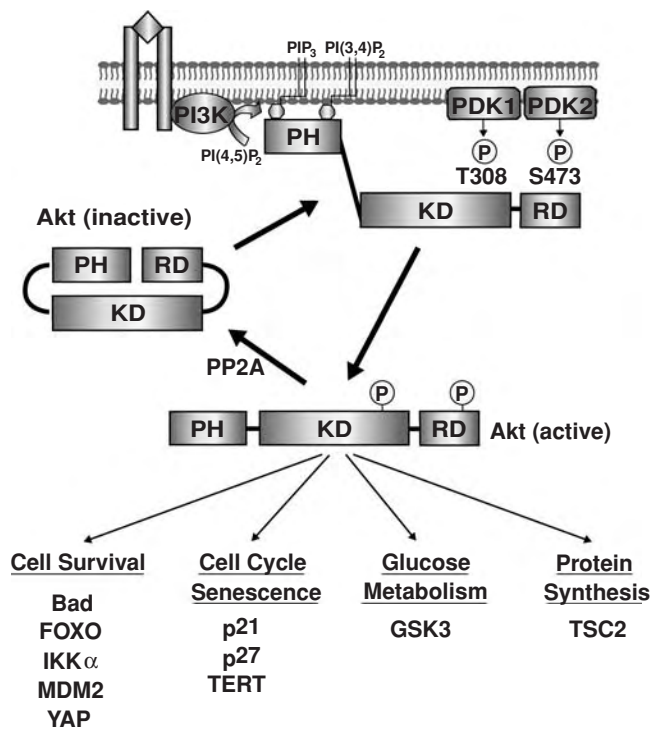 PIP3 PI(3,4)P2
PI3K
PI(4,5)P2
PH
PDK1 PDK2
P P
T308 S473
KD RD
Akt (inactive)
PH RD
KD
PP2A
P P
PH KD RD Akt (active)
Cell Survival
Bad
FOXO
IKKα
MDM2
YAP
Cell Cycle
Senescence
p21
p27
TERT
Glucose
Metabolism
GSK3
Protein
Synthesis
TSC2